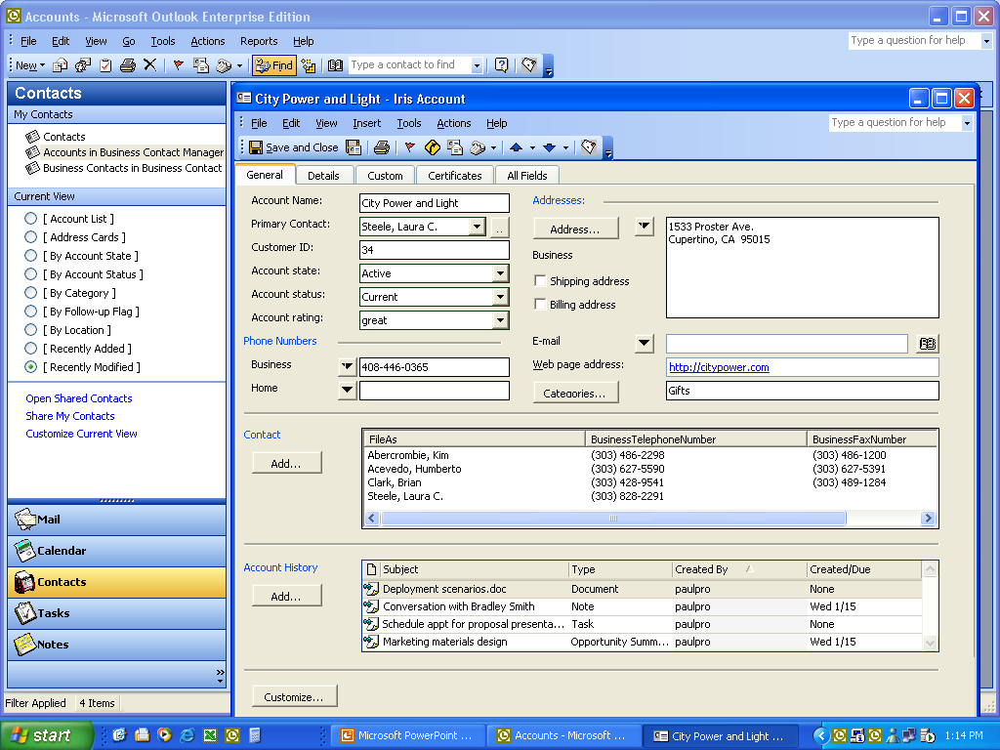 Accounts - Microsoft Outlook Enterprise Edition
File Edit View Go Tools Actions Reports Help
Type a question for help
New Find Type a contact to find
Contacts
My Contacts
Contacts
Accounts in Business Contact Manager
Business Contacts in Business Contact
Current View
[ Account List ]
[ Address Cards ]
[ By Account State ]
[ By Account Status ]
[ By Category ]
[ By Follow-up Flag ]
[ By Location ]
[ Recently Added ]
[ Recently Modified ]
Open Shared Contacts
Share My Contacts
Customize Current View
Mail
Calendar
Contacts
Tasks
Notes
Filter Applied 4 Items
City Power and Light - Iris Account
File Edit View Insert Tools Actions Help
Type a question for help
Save and Close
General Details Custom Certificates All Fields
Account Name: City Power and Light
Primary Contact: Steele, Laura C. ..
Customer ID: 34
Account state: Active
Account status: Current
Account rating: great
Phone Numbers
Business 408-446-0365
Home
Addresses:
Address...
1533 Proster Ave.
Cupertino, CA 95015
Business
Shipping address
Billing address
E-mail
Web page address: http://citypower.com
Categories... Gifts
Contact
Add...
FileAs BusinessTelephoneNumber BusinessFaxNumber
Abercrombie, Kim (303) 486-2298 (303) 486-1200
Acevedo, Humberto (303) 627-5590 (303) 627-5391
Clark, Brian (303) 428-9541 (303) 489-1284
Steele, Laura C. (303) 828-2291
Account History
Add...
Subject Type Created By Created/Due
Deployment scenarios.doc Document paulpro None
Conversation with Bradley Smith Note paulpro Wed 1/15
Schedule appt for proposal presenta... Task paulpro None
Marketing materials design Opportunity Summ... paulpro Wed 1/15
Customize...
start Microsoft PowerPoint ... Accounts - Microsoft ... City Power and Light ... 1:14 PM